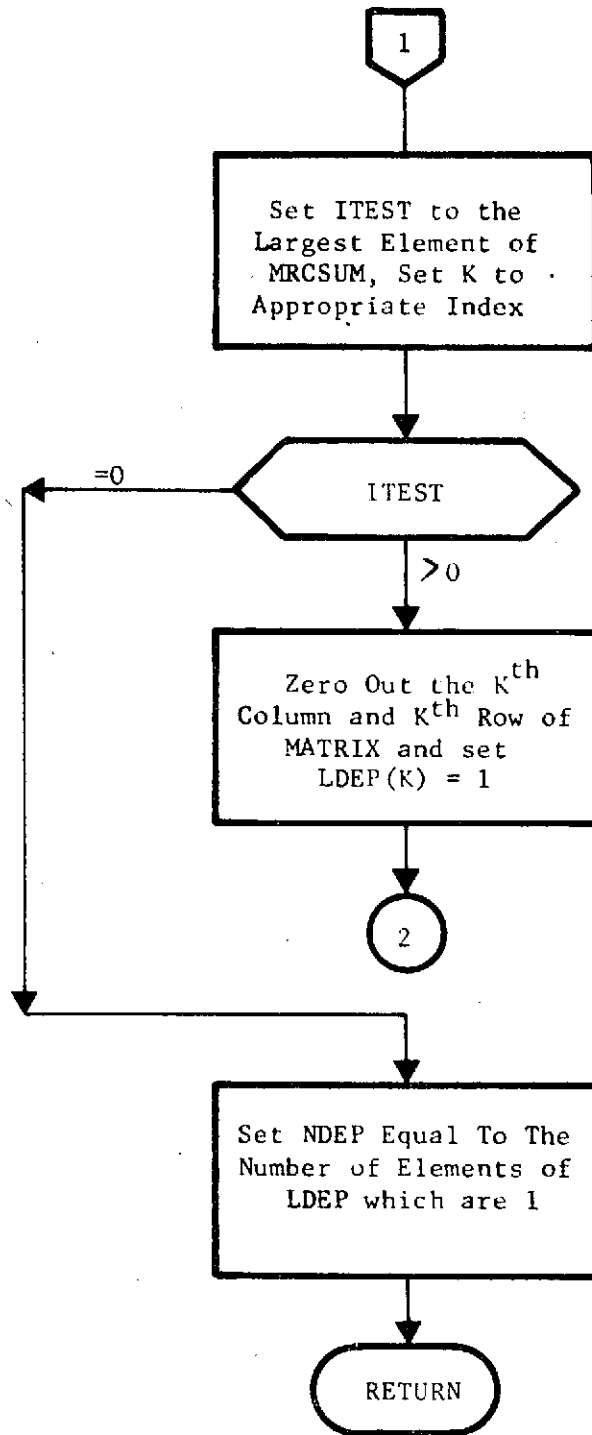 1
Set ITEST to the
Largest Element of
MRCSUM, Set K to
Appropriate Index
=0
ITEST
>0
Zero Out the Kth
Column and Kth Row of
MATRIX and set
LDEP(K) = 1
2
Set NDEP Equal To The
Number of Elements of
LDEP which are 1
RETURN